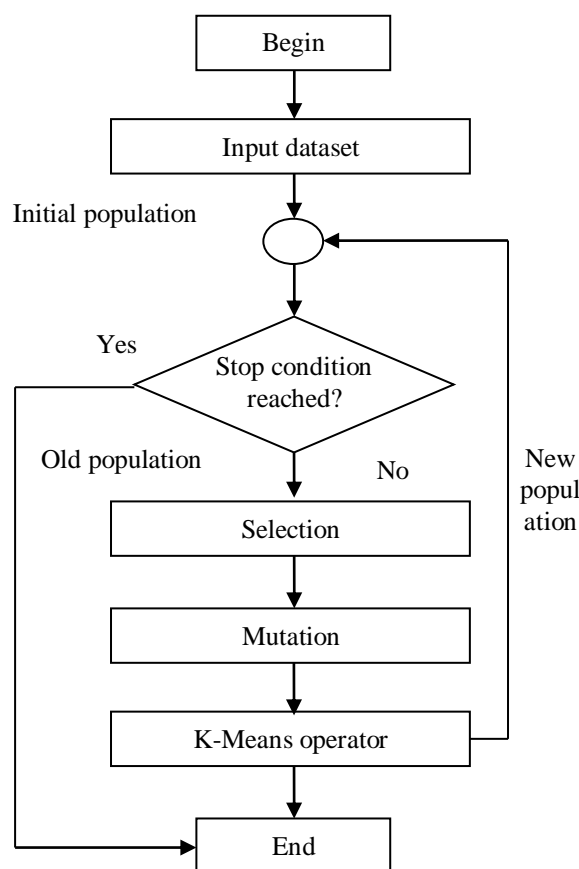 Begin
Input dataset
Initial population
Yes
Stop condition
reached?
Old population
No
New
popul
ation
Selection
Mutation
K-Means operator
End